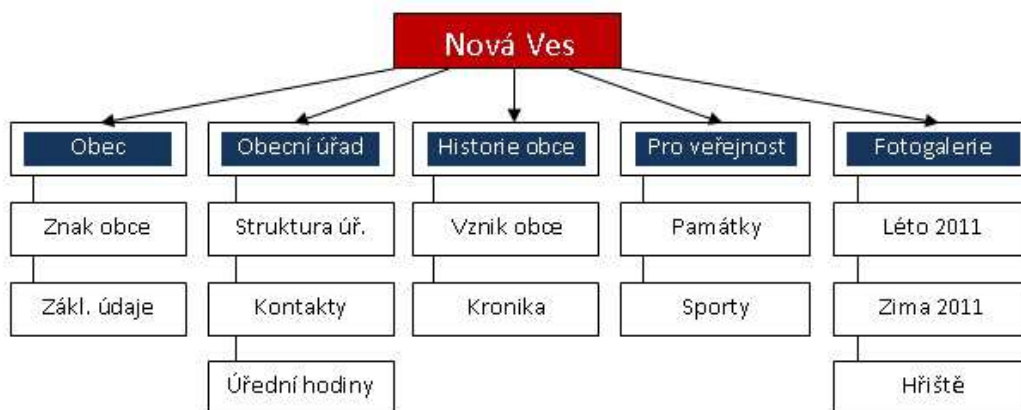 Nová Ves
Obec
Obecní úřad
Historie obce
Pro veřejnost
Fotogalerie
Znak obce
Struktura úř.
Vznik obce
Památky
Léto 2011
Zákl. údaje
Kontakty
Kronika
Sporty
Zima 2011
Úřední hodiny
Hřiště